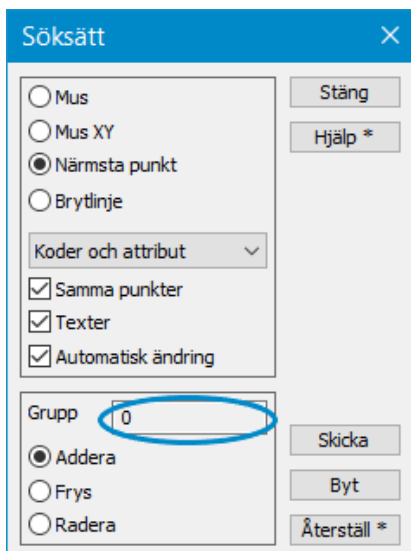 Söksätt
Mus
Mus XY
Närmsta punkt
Brytlinje
Koder och attribut
Samma punkter
Texter
Automatisk ändring
Stäng
Hjälp *
Grupp 0
Addera
Frys
Radera
Skicka
Byt
Återställ *